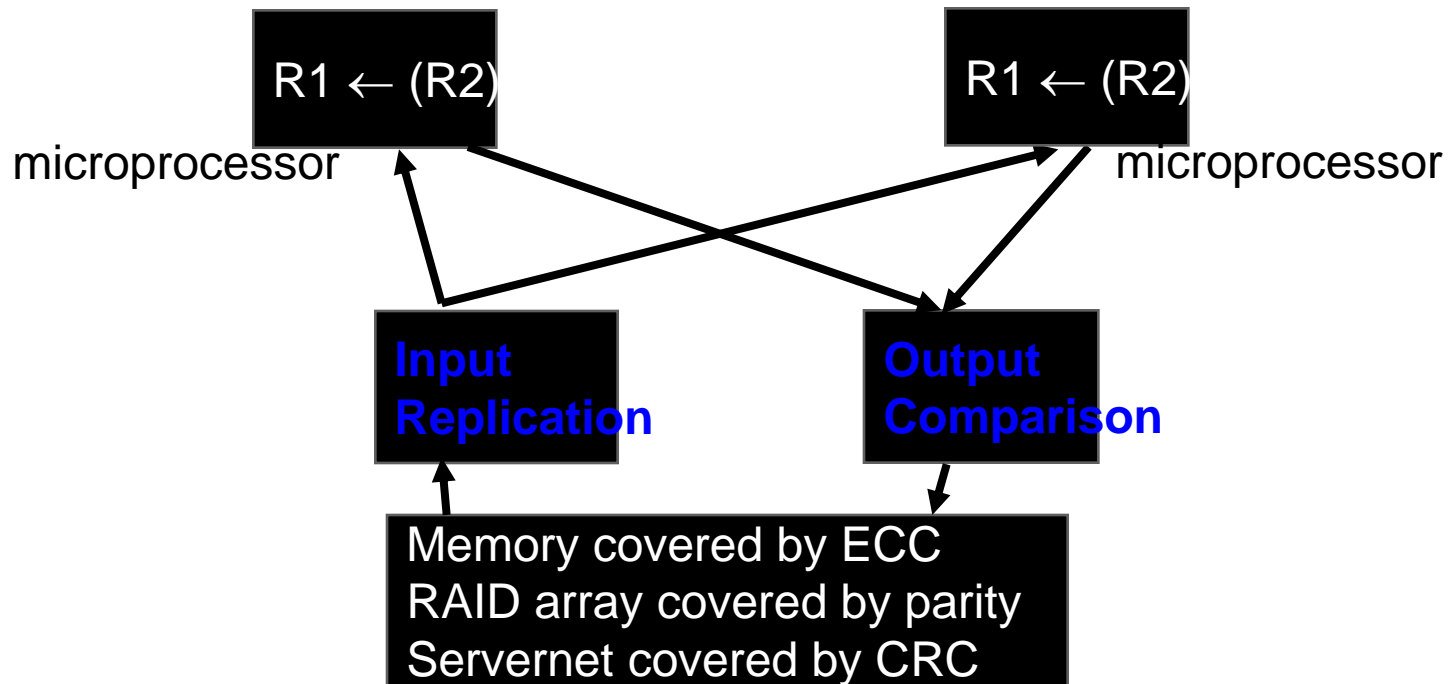 R1 ← (R2)
R1 ← (R2)
microprocessor
microprocessor
Input
Replication
Output
Comparison
Memory covered by ECC
RAID array covered by parity
Servernet covered by CRC